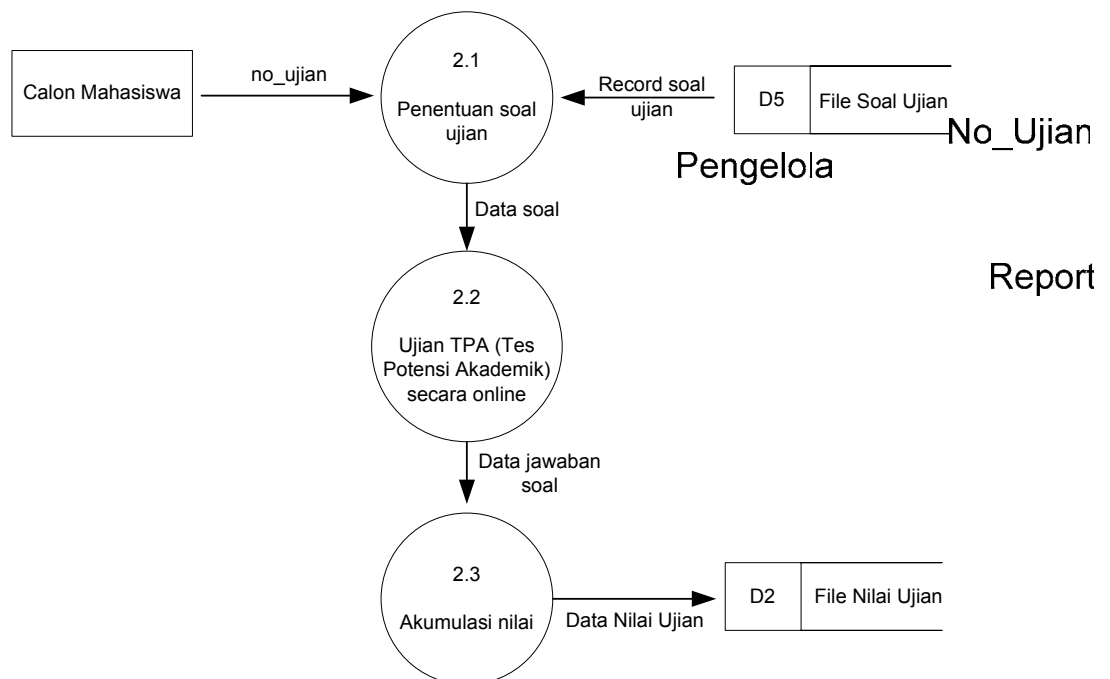 Calon Mahasiswa
no_ujian
2.1
Penentuan soal
ujian
Record soal
ujian
D5
File Soal Ujian
No_Ujian
Pengelola
Data soal
Report
2.2
Ujian TPA (Tes
Potensi Akademik)
secara online
Data jawaban
soal
2.3
Akumulasi nilai
Data Nilai Ujian
D2
File Nilai Ujian